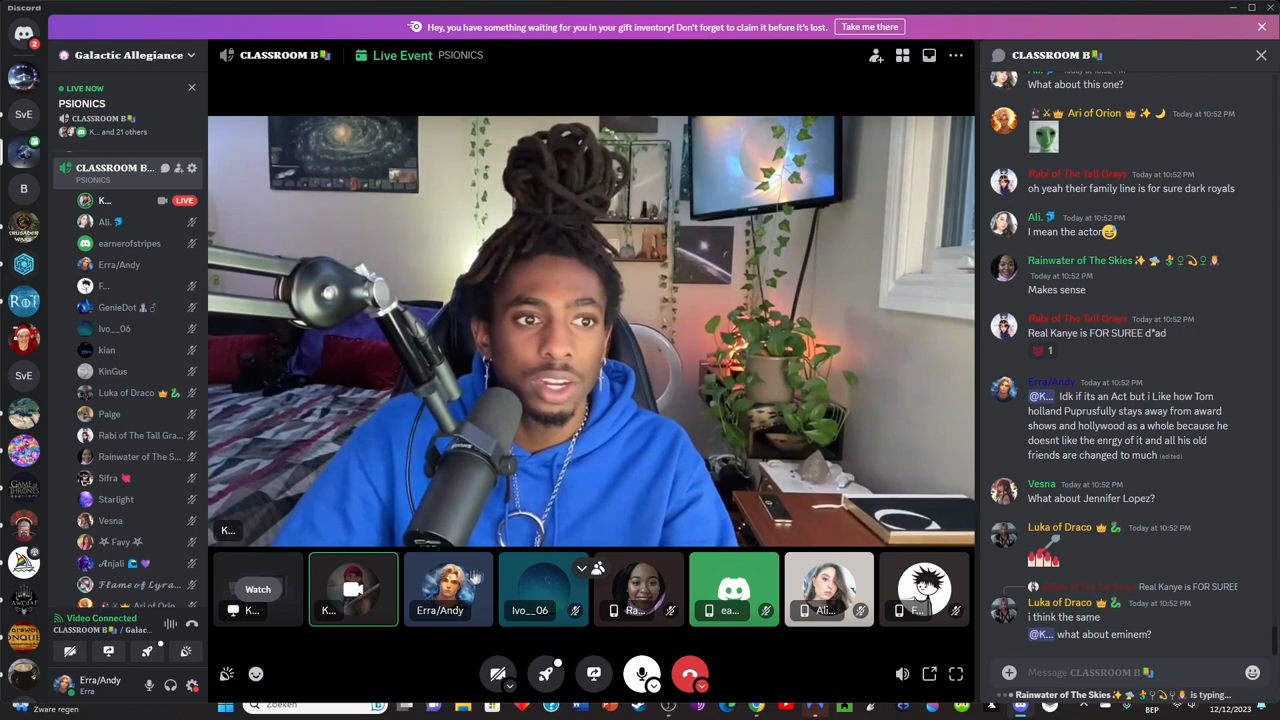 Discord
Hey, you have something waiting for you in your gift inventory! Don't forget to claim it before it's lost.
Take me there
2
Galactic Allegiance
LIVE NOW
PSIONICS
CLASSROOM B
K... and 21 others
CLASSROOM B...
PSIONICS
K...
LIVE
Ali.
earnerofstripes
Erra/Andy
F...
GenieDot
Ivo__06
kian
KinGus
Luka of Draco
Paige
Rabi of The Tall Gra...
Rainwater of The S...
Sifra
Starlight
Vesna
Favy
Anjali
Flame of Lyra...
Ari of Orion
SvE
B
SvE
Video Connected
CLASSROOM B / Galac...
Erra/Andy
Erra
CLASSROOM B
Live Event
PSIONICS
K...
Watch
K...
K...
Erra/Andy
Ivo__06
Ra...
ea...
Ali...
F...
CLASSROOM B
Today at 10:52 PM
What about this one?
Ari of Orion
Today at 10:52 PM
Rabi of The Tall Grays Today at 10:52 PM
oh yeah their family line is for sure dark royals
Ali. Today at 10:52 PM
I mean the actor
Rainwater of The Skies
Today at 10:52 PM
Makes sense
Rabi of The Tall Grays Today at 10:52 PM
Real Kanye is FOR SUREE d*ad
1
Erra/Andy Today at 10:52 PM
@K... Idk if its an Act but i Like how Tom
holland Puprusfully stays away from award
shows and hollywood as a whole because he
doesnt like the enrgy of it and all his old
friends are changed to much (edited)
Vesna Today at 10:52 PM
What about Jennifer Lopez?
Luka of Draco Today at 10:52 PM
Real Kanye is FOR SUREE
Luka of Draco Today at 10:52 PM
i think the same
@K... what about eminem?
Message CLASSROOM B
Rainwater of The Skies is typing...
Zware regen
Zoeken
BEP
12/12/2023